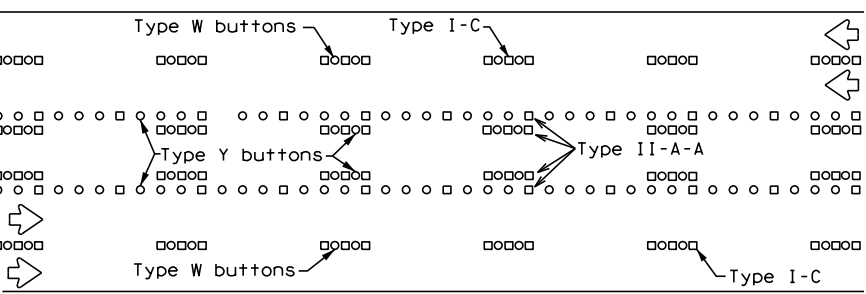 Type W buttons
Type I-C
Type Y buttons
Type II-A-A
Type W buttons
Type I-C